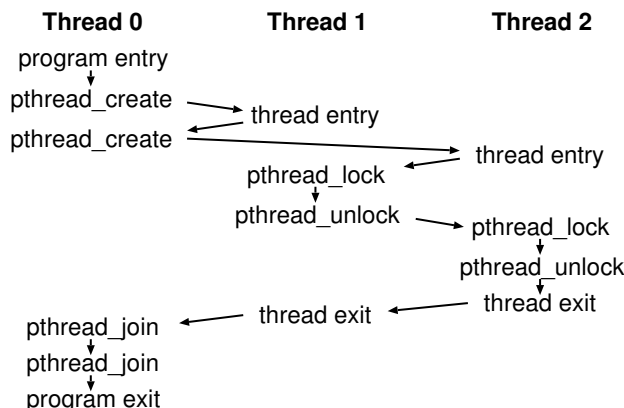 Thread 0 Thread 1 Thread 2
program entry
pthread_create
thread entry
pthread_create
thread entry
pthread_lock
pthread_unlock
pthread_lock
pthread_unlock
thread exit
thread exit
pthread_join
pthread_join
program exit